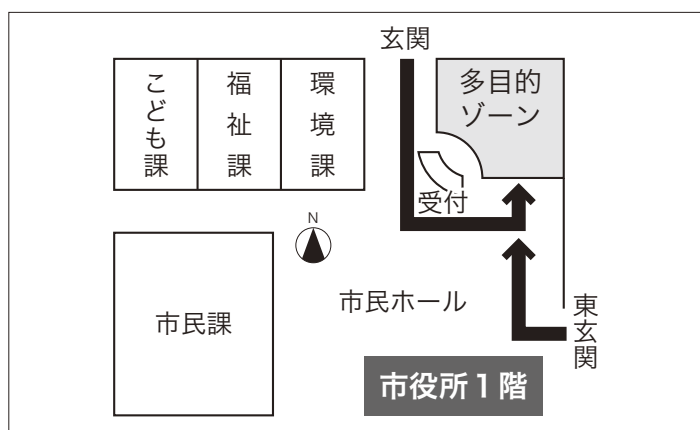 玄関
こども課
福祉課
環境課
多目的
ゾーン
受付
N
市民課
市民ホール
東玄関
市役所1階